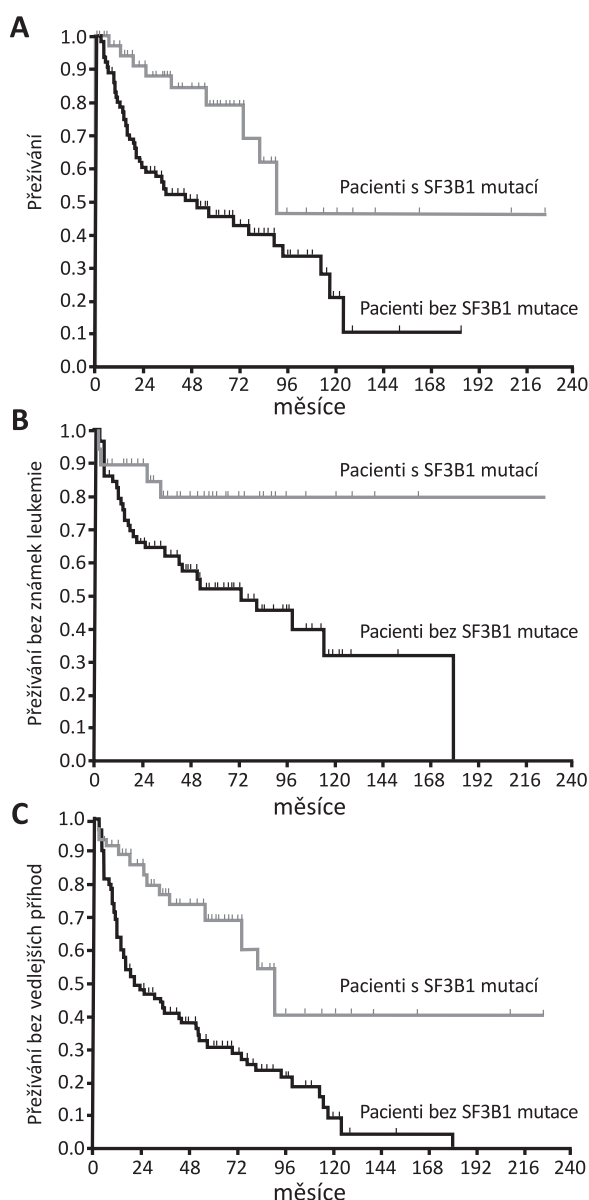 A
Přežívání
1.0
0.9
0.8
0.7
0.6
0.5
0.4
0.3
0.2
0.1
0.0
Pacienti s SF3B1 mutací
Pacienti bez SF3B1 mutace
0 24 48 72 96 120 144 168 192 216 240
měsíce
B
Přežívání bez známek leukemie
1.0
0.9
0.8
0.7
0.6
0.5
0.4
0.3
0.2
0.1
0.0
Pacienti s SF3B1 mutací
Pacienti bez SF3B1 mutace
0 24 48 72 96 120 144 168 192 216 240
měsíce
C
Přežívání bez vedlejších příhod
1.0
0.9
0.8
0.7
0.6
0.5
0.4
0.3
0.2
0.1
0.0
Pacienti s SF3B1 mutací
Pacienti bez SF3B1 mutace
0 24 48 72 96 120 144 168 192 216 240
měsíce